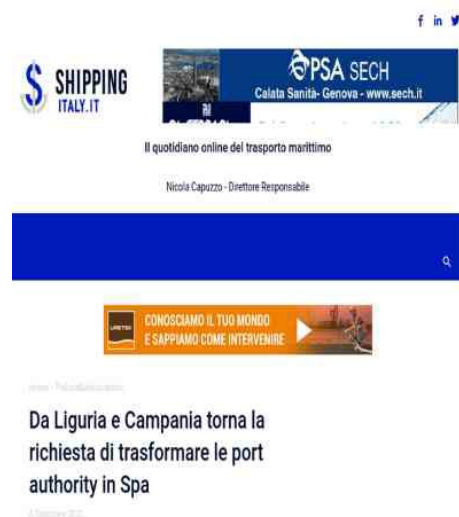 f in
SHIPPING
ITALY.IT
PSA SECH
Calata Sanità- Genova - www.sech.it
Il quotidiano online del trasporto marittimo
Nicola Capuzzo - Direttore Responsabile
CONOSCIAMO IL TUO MONDO
E SAPPIAMO COME INTERVENIRE
Da Liguria e Campania torna la
richiesta di trasformare le port
authority in Spa